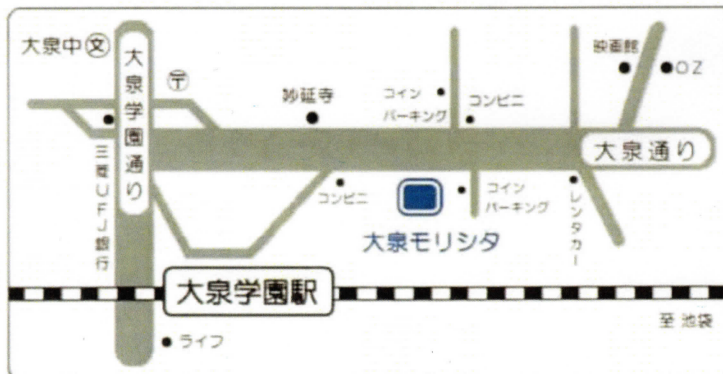 大泉中 文
大泉学園通り
〒
妙延寺
コイン
パーキング
コンビニ
映画館
OZ
大泉通り
三菱UFJ銀行
コンビニ
大泉モリシタ
コイン
パーキング
レンタカー
大泉学園駅
至 池袋
ライフ